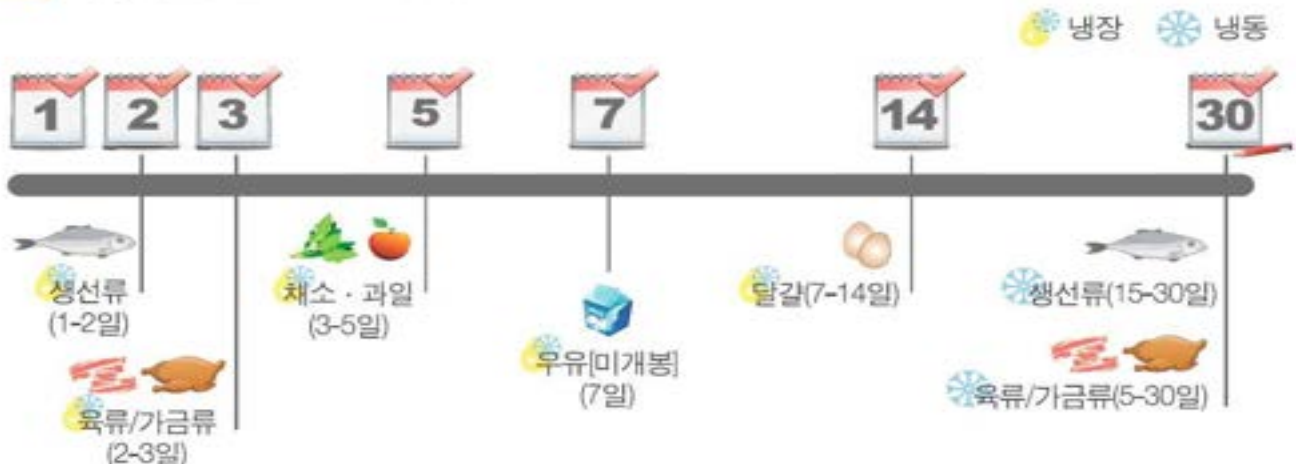 냉장 냉동
1 2 3 5 7 14 30
생선류
(1-2일)
육류/가금류
(2-3일)
채소·과일
(3-5일)
우유[미개봉]
(7일)
달걀(7-14일)
생선류(15-30일)
육류/가금류(5-30일)